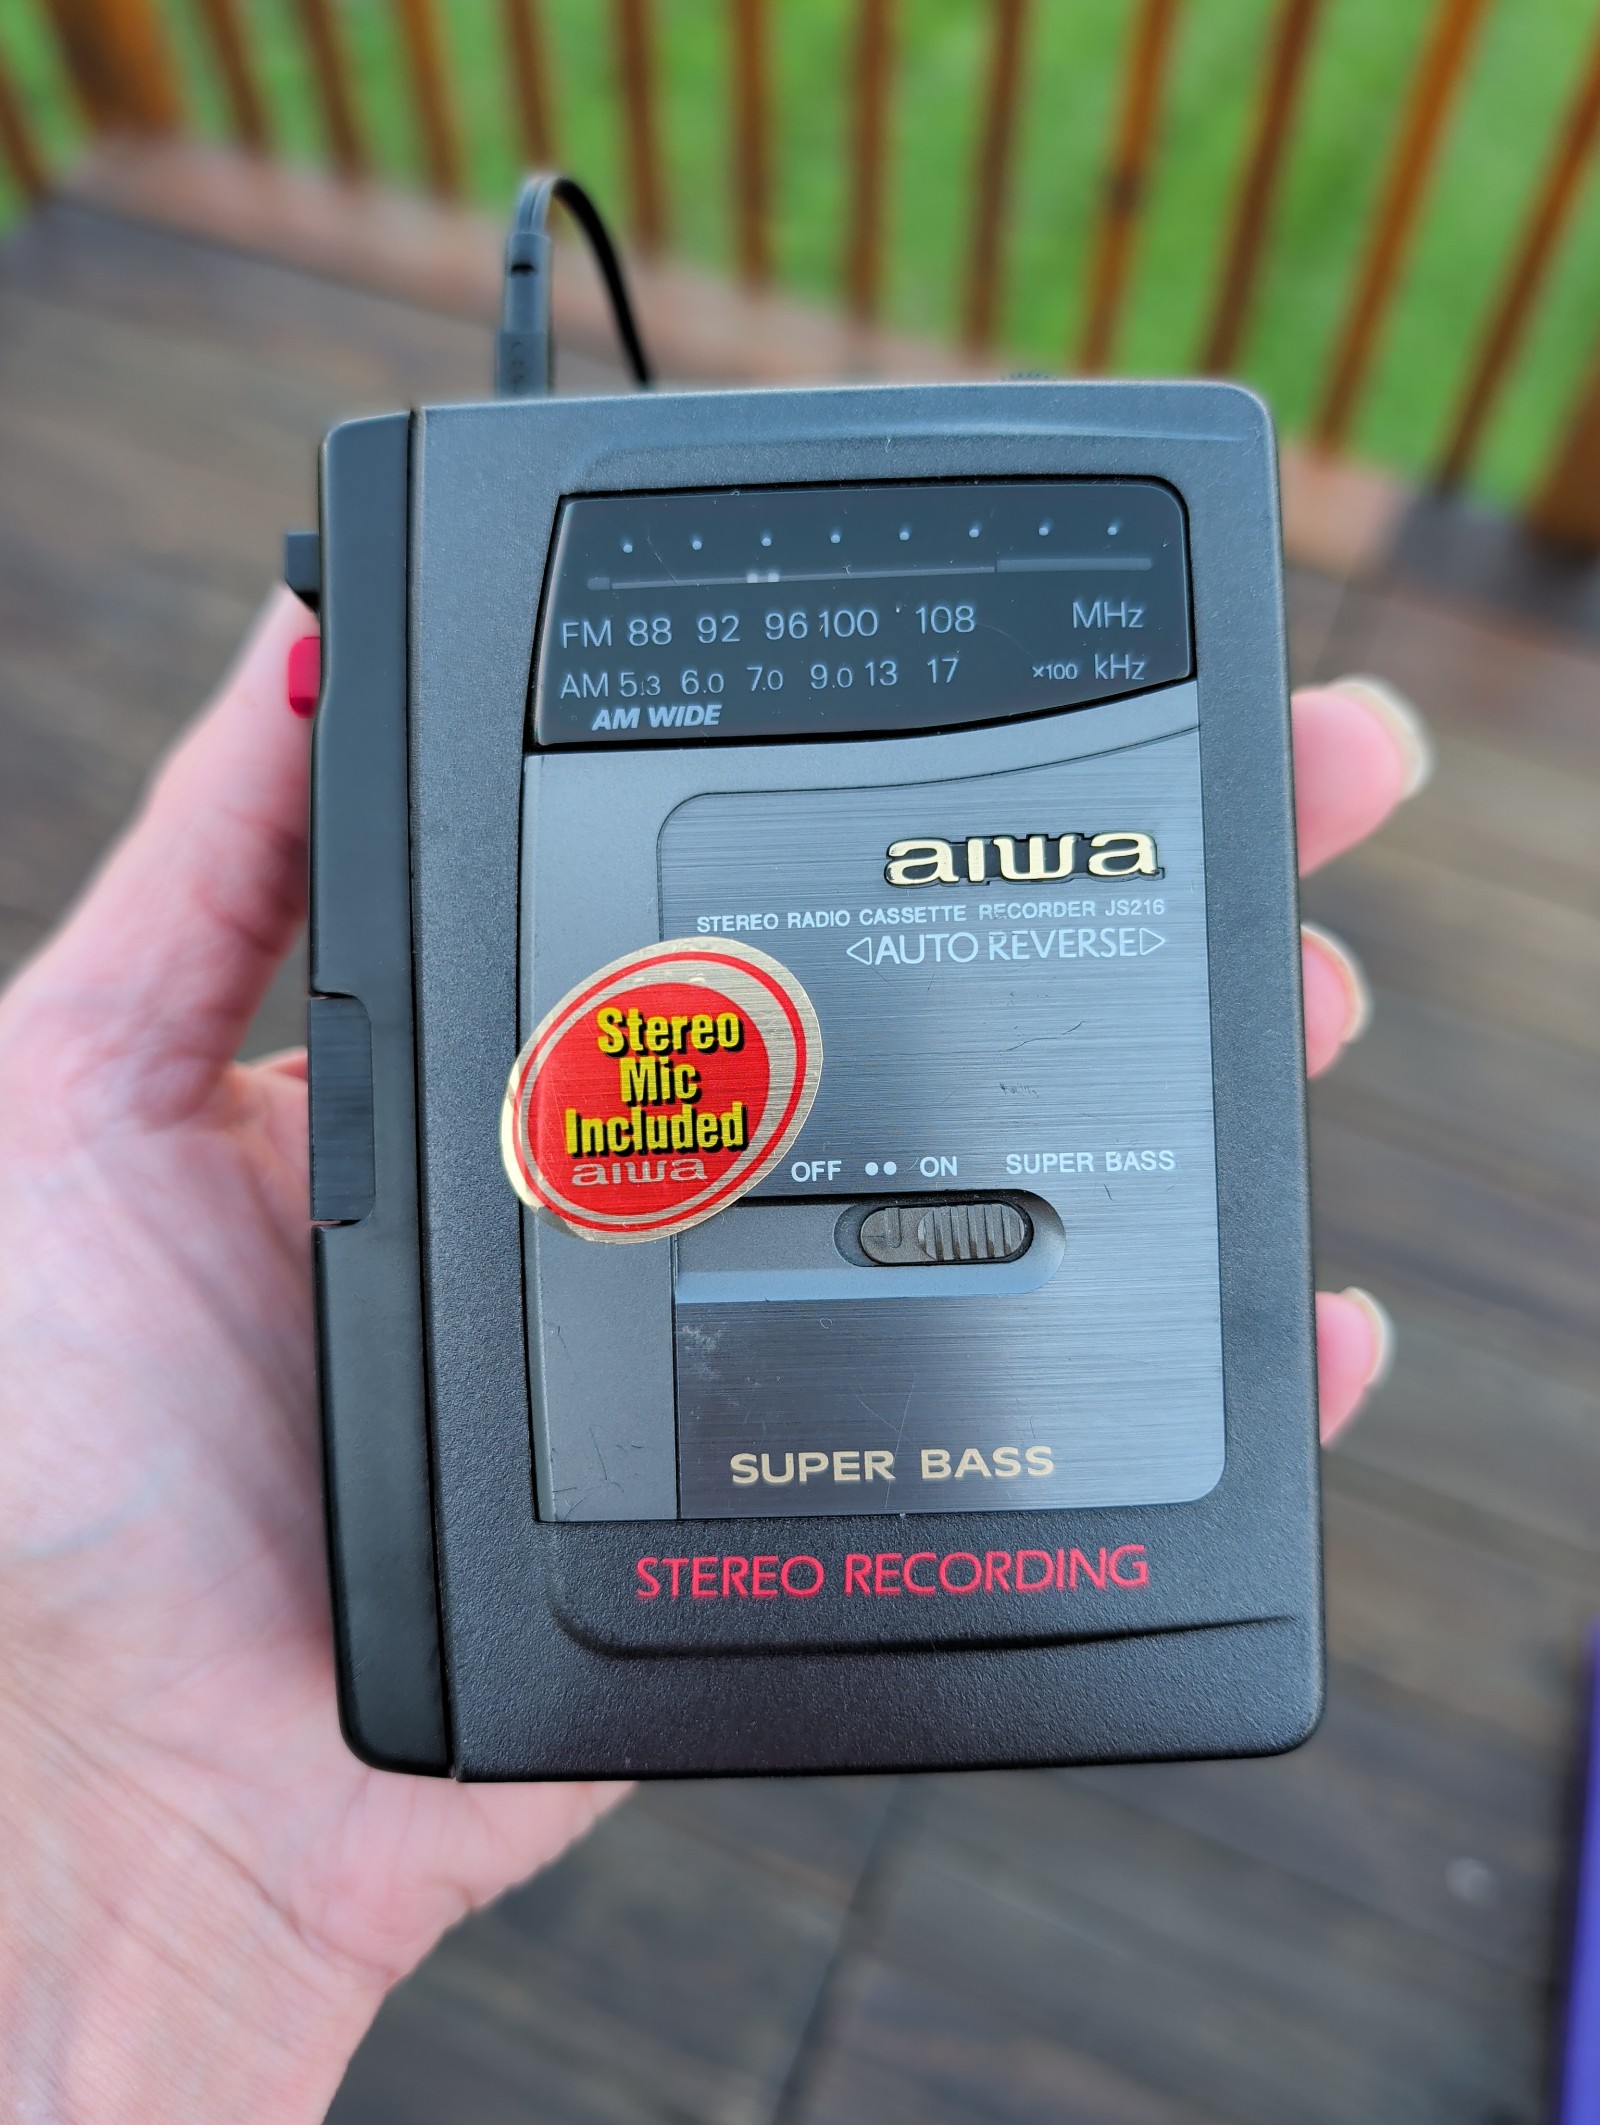 FM 88 92 96 100 108 MHz
AM 5.3 6.0 7.0 9.0 13 17 ×100 kHz
AM WIDE
aiwa
STEREO RADIO CASSETTE RECORDER JS216
◁AUTO REVERSE▷
Stereo
Mic
Included
aiwa
OFF •• ON SUPER BASS
SUPER BASS
STEREO RECORDING